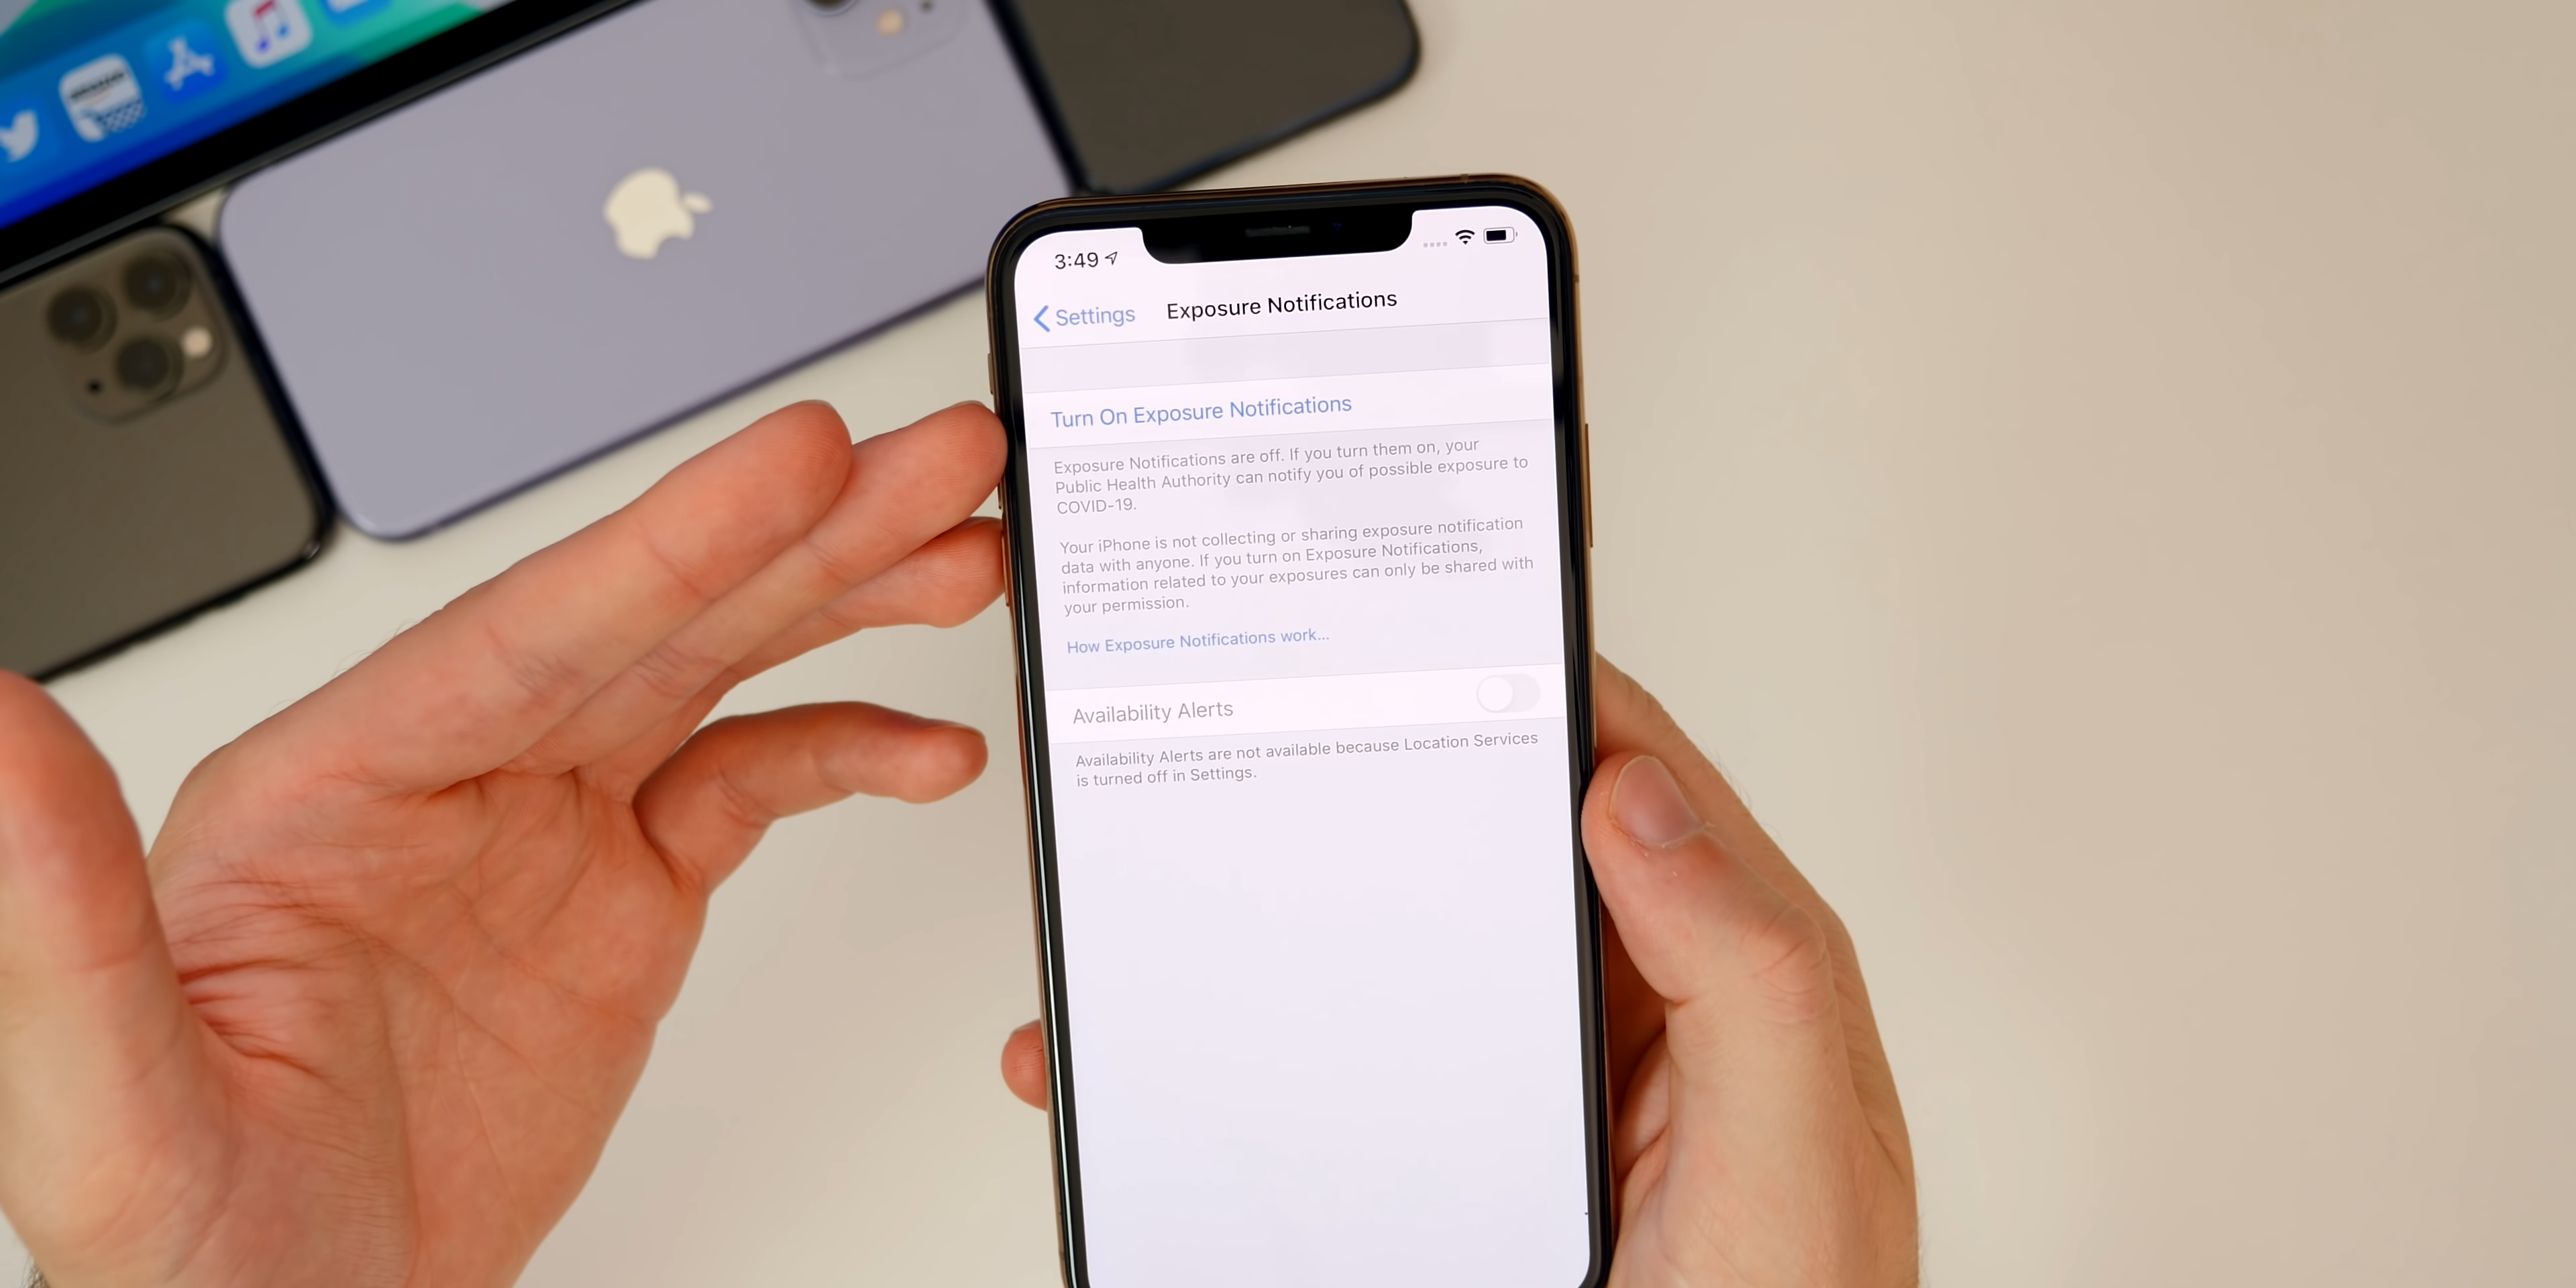 3:49
Settings
Exposure Notifications
Turn On Exposure Notifications
Exposure Notifications are off. If you turn them on, your
Public Health Authority can notify you of possible exposure to
COVID-19.
Your iPhone is not collecting or sharing exposure notification
data with anyone. If you turn on Exposure Notifications,
information related to your exposures can only be shared with
your permission.
How Exposure Notifications work...
Availability Alerts
Availability Alerts are not available because Location Services
is turned off in Settings.